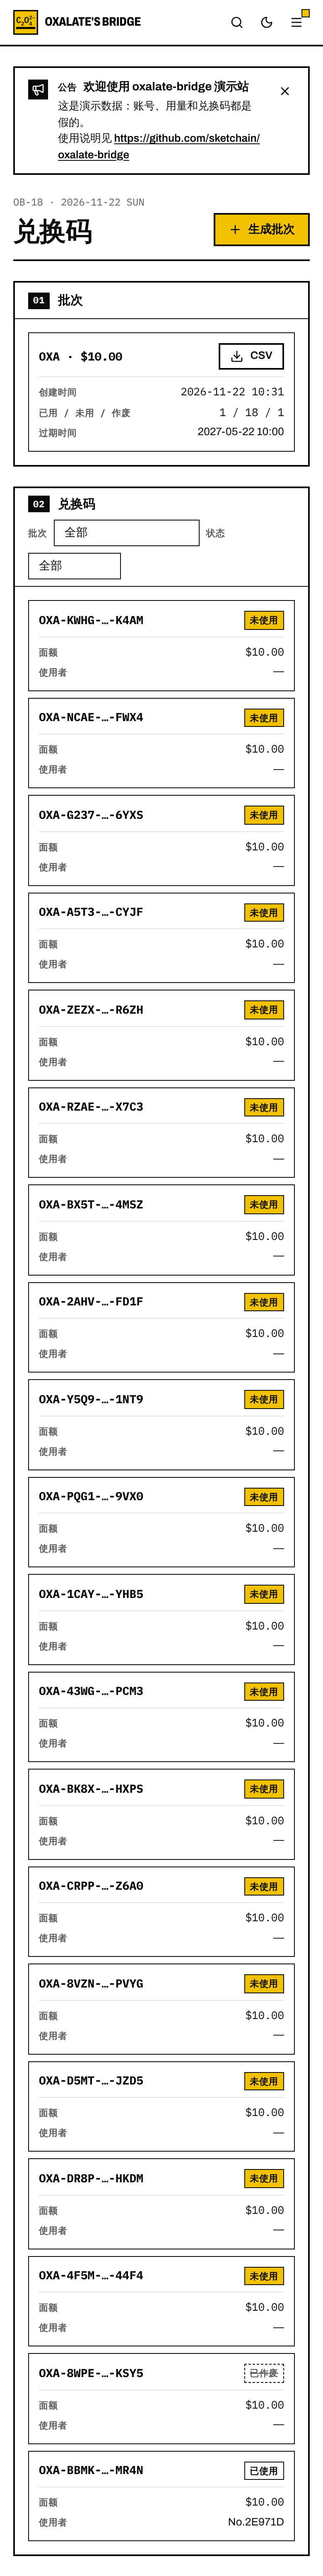 C₂O₄²⁻ OXALATE'S BRIDGE
公告 欢迎使用 oxalate-bridge 演示站
这是演示数据：账号、用量和兑换码都是
假的。
使用说明见 https://github.com/sketchain/
oxalate-bridge
OB-18 · 2026-11-22 SUN
兑换码
生成批次
01 批次
OXA · $10.00 CSV
创建时间 2026-11-22 10:31
已用 / 未用 / 作废 1 / 18 / 1
过期时间 2027-05-22 10:00
02 兑换码
批次 全部 状态
全部
OXA-KWHG-…-K4AM 未使用
面额 $10.00
使用者 —
OXA-NCAE-…-FWX4 未使用
面额 $10.00
使用者 —
OXA-G237-…-6YXS 未使用
面额 $10.00
使用者 —
OXA-A5T3-…-CYJF 未使用
面额 $10.00
使用者 —
OXA-ZEZX-…-R6ZH 未使用
面额 $10.00
使用者 —
OXA-RZAE-…-X7C3 未使用
面额 $10.00
使用者 —
OXA-BX5T-…-4MSZ 未使用
面额 $10.00
使用者 —
OXA-2AHV-…-FD1F 未使用
面额 $10.00
使用者 —
OXA-Y5Q9-…-1NT9 未使用
面额 $10.00
使用者 —
OXA-PQG1-…-9VX0 未使用
面额 $10.00
使用者 —
OXA-1CAY-…-YHB5 未使用
面额 $10.00
使用者 —
OXA-43WG-…-PCM3 未使用
面额 $10.00
使用者 —
OXA-BK8X-…-HXPS 未使用
面额 $10.00
使用者 —
OXA-CRPP-…-Z6A0 未使用
面额 $10.00
使用者 —
OXA-8VZN-…-PVYG 未使用
面额 $10.00
使用者 —
OXA-D5MT-…-JZD5 未使用
面额 $10.00
使用者 —
OXA-DR8P-…-HKDM 未使用
面额 $10.00
使用者 —
OXA-4F5M-…-44F4 未使用
面额 $10.00
使用者 —
OXA-8WPE-…-KSY5 已作废
面额 $10.00
使用者 —
OXA-BBMK-…-MR4N 已使用
面额 $10.00
使用者 No.2E971D